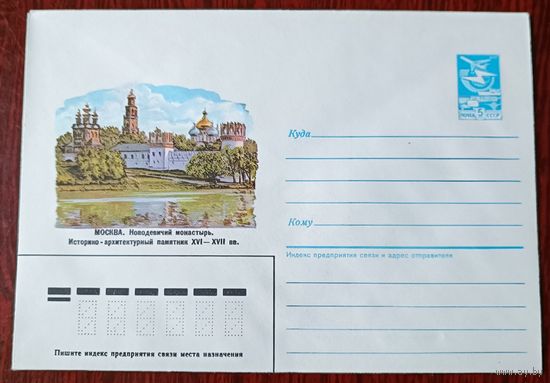 ПОЧТА 5 СССР
Куда
МОСКВА. Новодевичий монастырь.
Историко-архитектурный памятник XVI—XVII вв.
Кому
Индекс предприятия связи и адрес отправителя
Пишите индекс предприятия связи места назначения